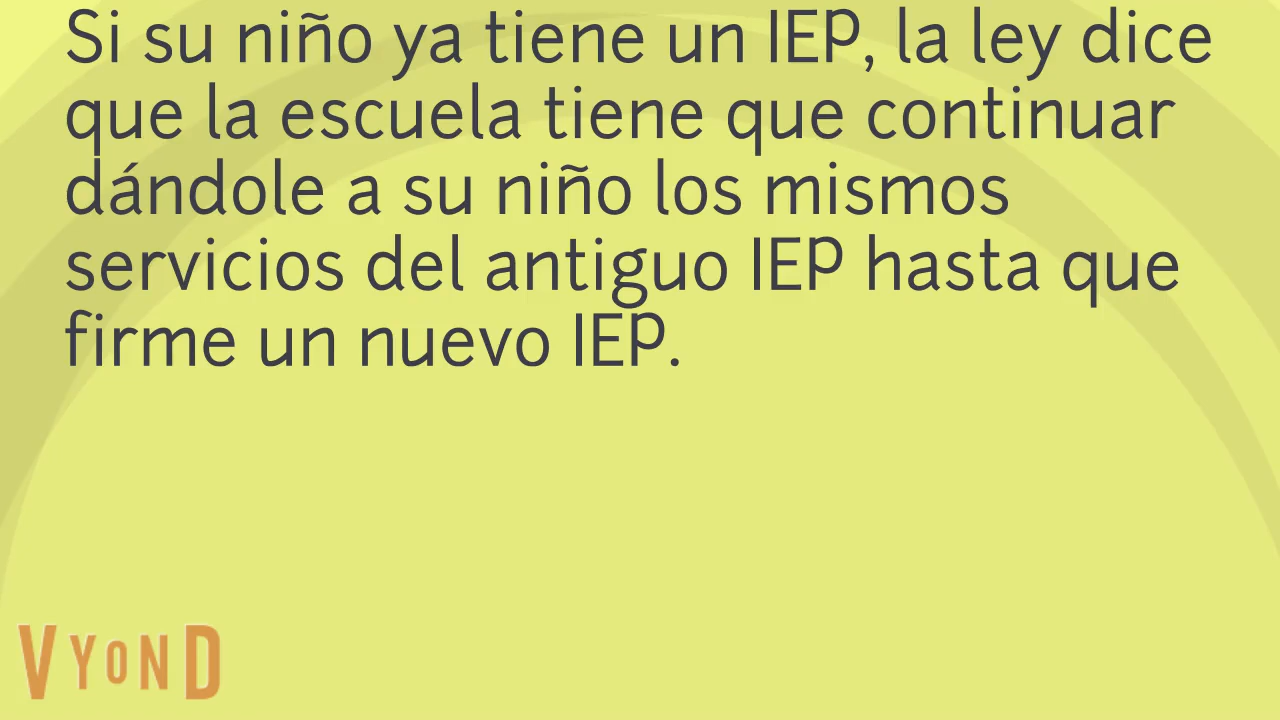 Si su niño ya tiene un IEP, la ley dice
que la escuela tiene que continuar
dándole a su niño los mismos
servicios del antiguo IEP hasta que
firme un nuevo IEP.
VYOND